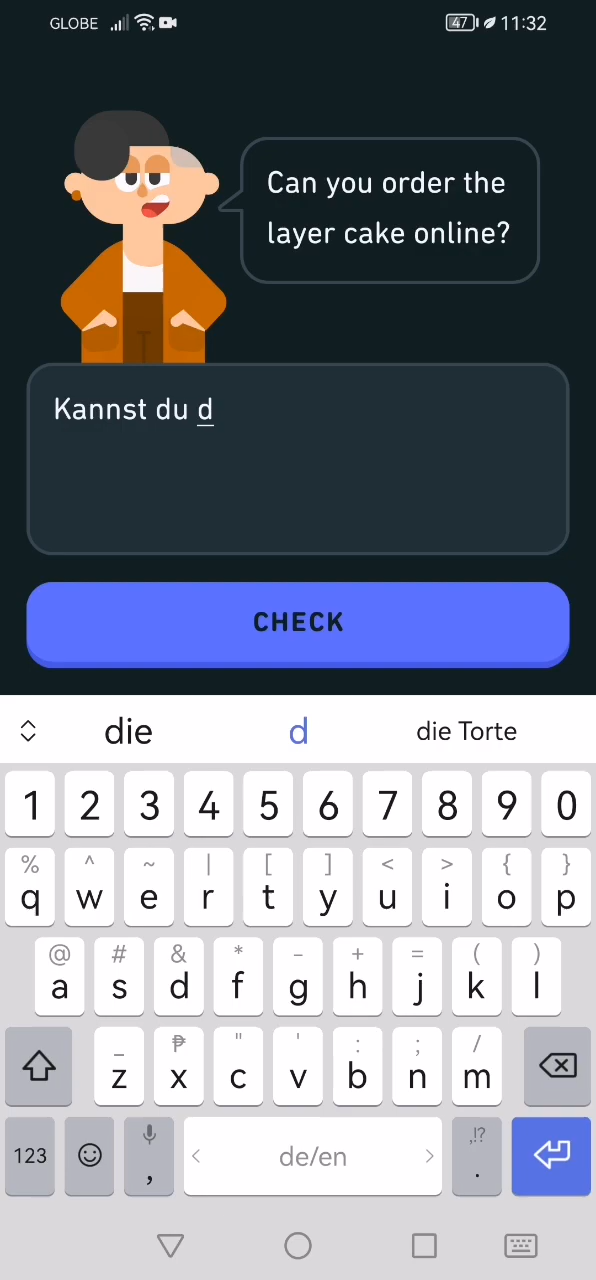 GLOBE 47 11:32
Can you order the
layer cake online?
Kannst du d
CHECK
die d die Torte
1 2 3 4 5 6 7 8 9 0
% ^ ~ | [ ] < > { }
q w e r t y u i o p
@ # & * - + = ( )
a s d f g h j k l
_ ₱ " ' : ; /
z x c v b n m
123 , < de/en > ,!? .